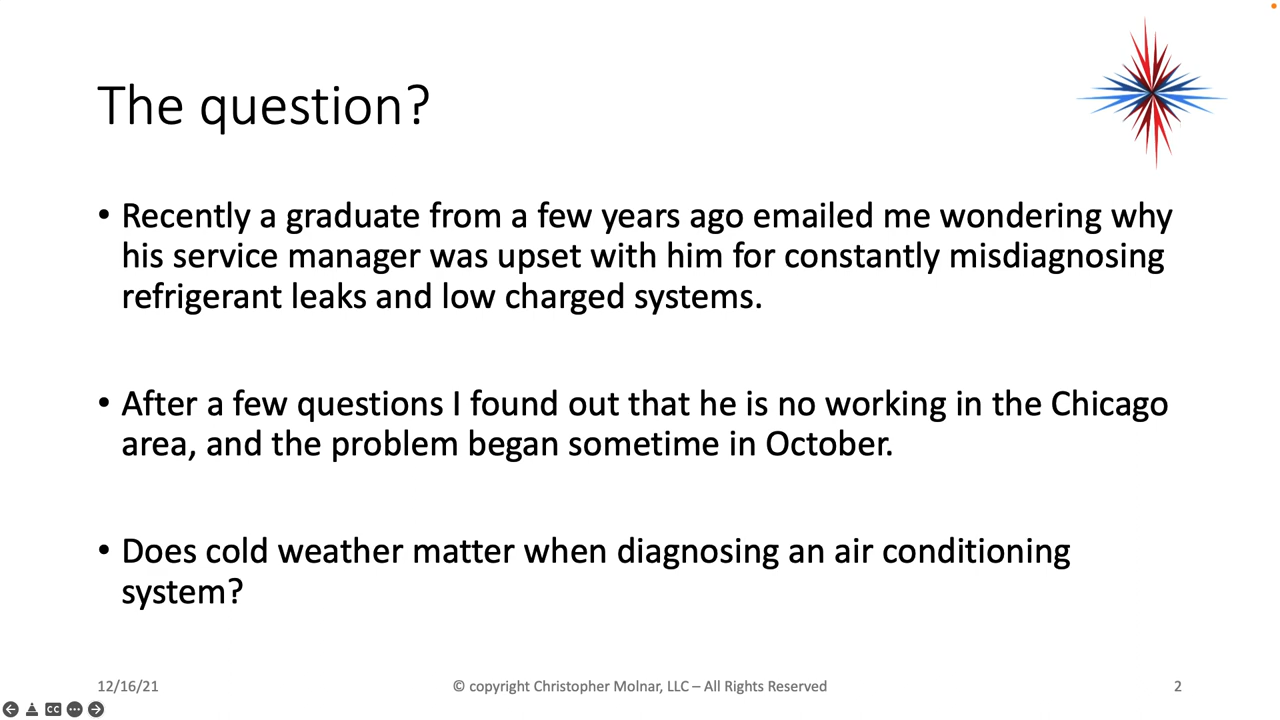 The question?
• Recently a graduate from a few years ago emailed me wondering why
his service manager was upset with him for constantly misdiagnosing
refrigerant leaks and low charged systems.
• After a few questions I found out that he is no working in the Chicago
area, and the problem began sometime in October.
• Does cold weather matter when diagnosing an air conditioning
system?
12/16/21
© copyright Christopher Molnar, LLC – All Rights Reserved
2
CC